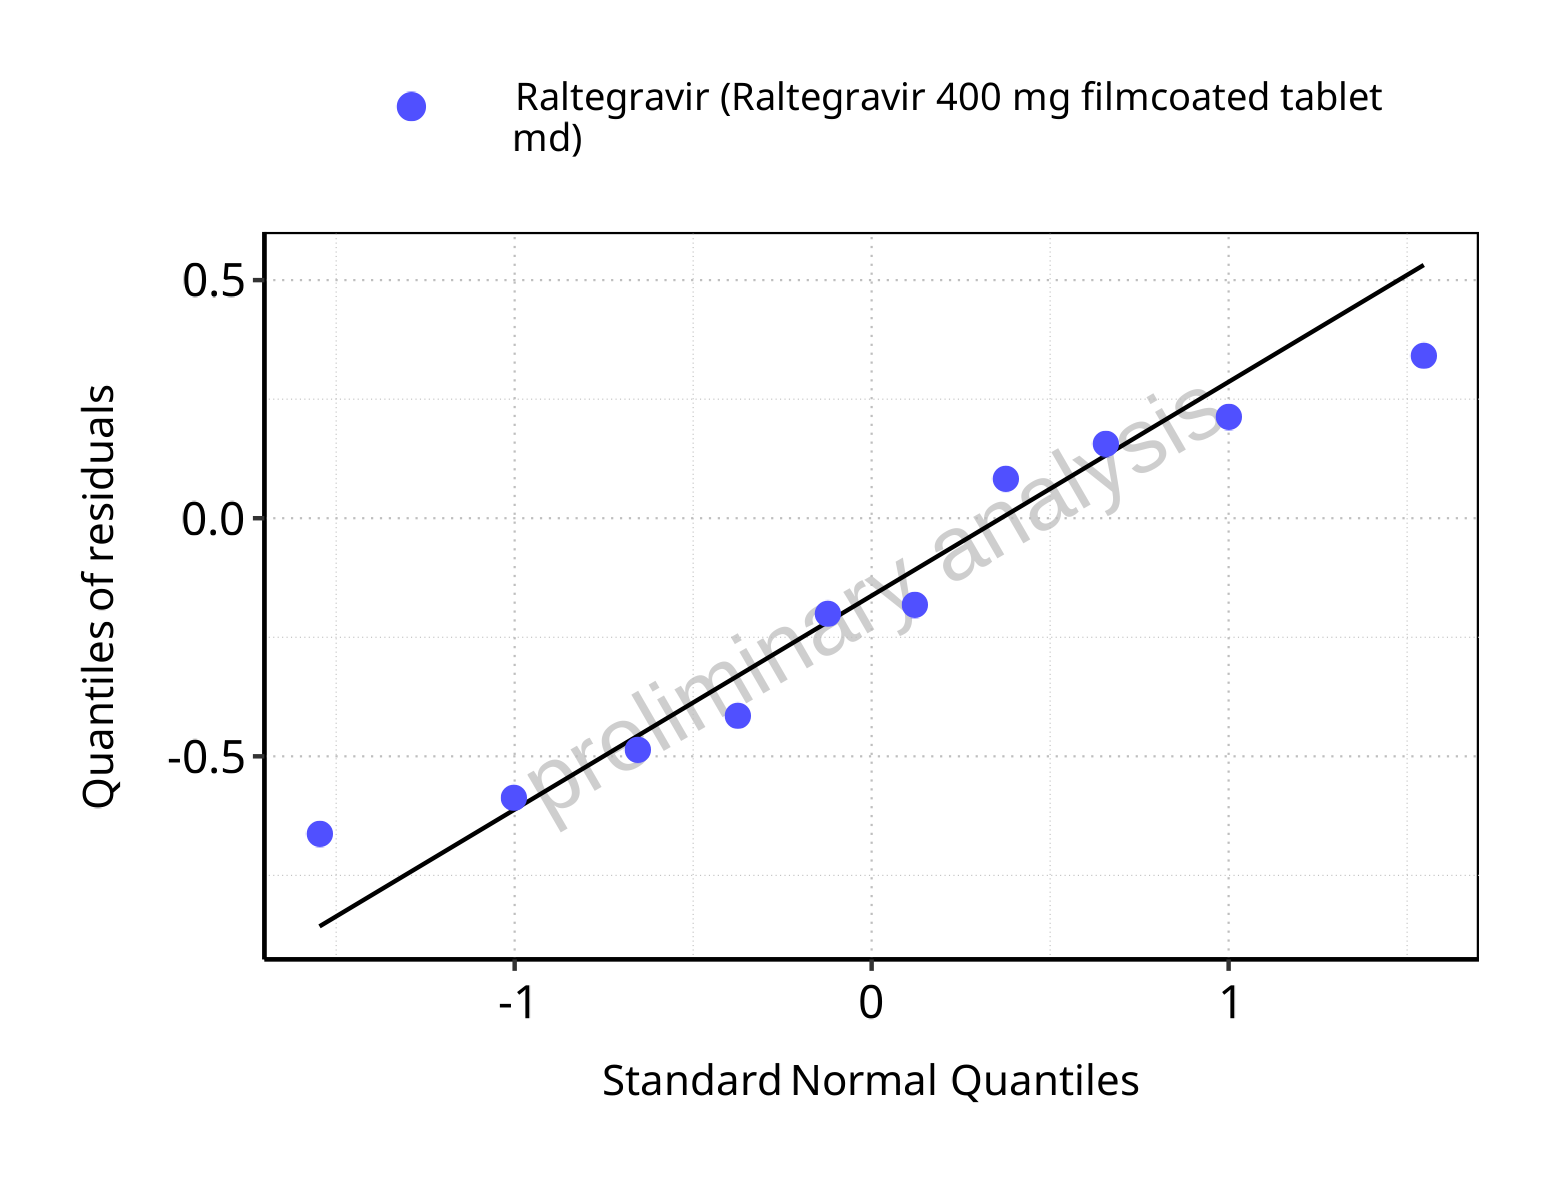 Raltegravir (Raltegravir 400 mg filmcoated tablet
md)
0.5
0.0
-0.5
Quantiles of residuals
preliminary analysis
-1 0 1
Standard Normal Quantiles